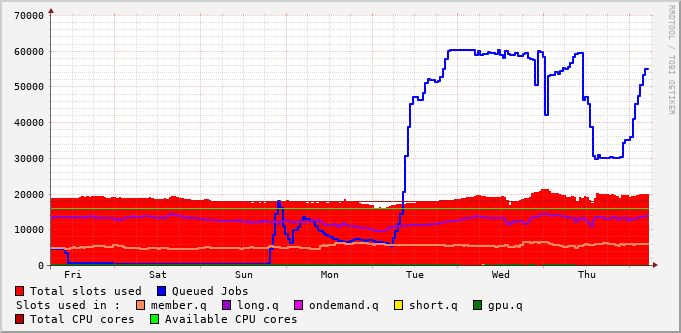 70000
60000
50000
40000
30000
20000
10000
0
Fri Sat Sun Mon Tue Wed Thu
Total slots used Queued Jobs
Slots used in : member.q long.q ondemand.q short.q gpu.q
Total CPU cores Available CPU cores
RRDTOOL / TOBI OETIKER